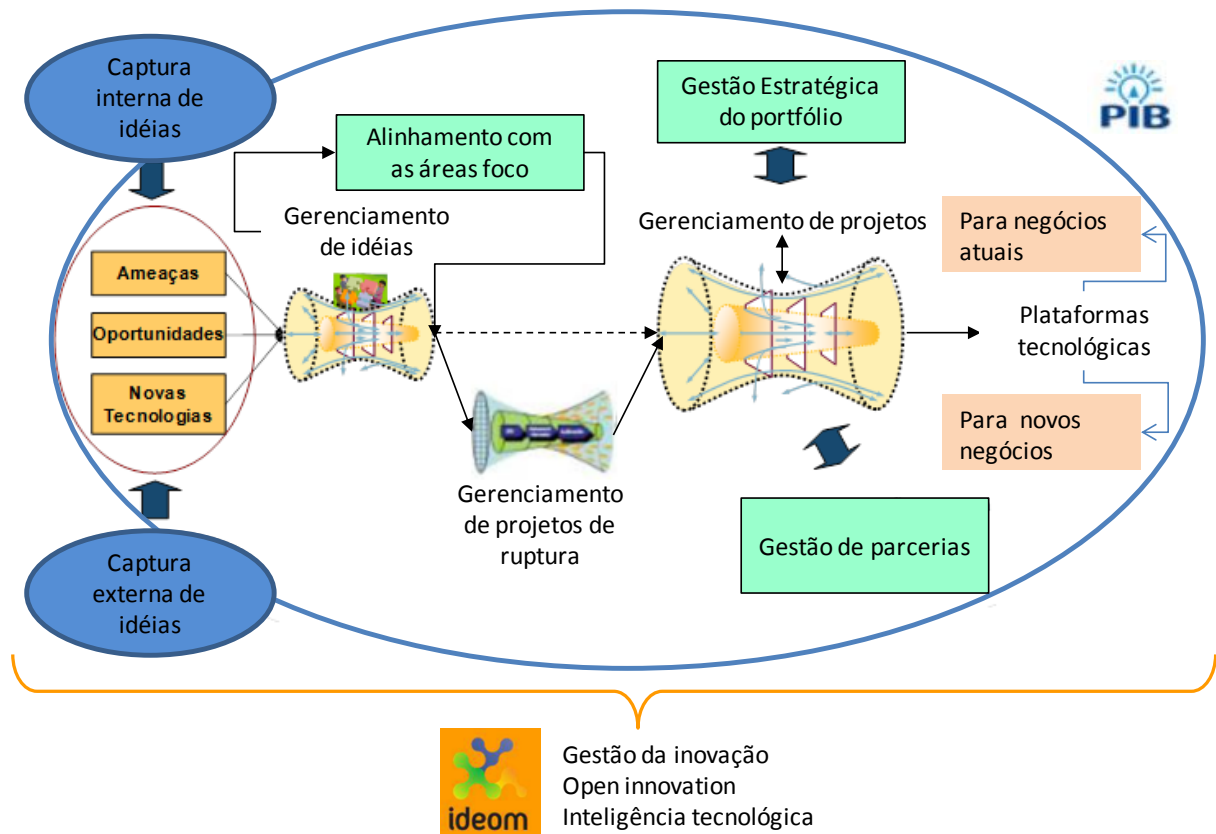 Captura
interna de
idéias
Gestão Estratégica
do portfólio
PIB
Alinhamento com
as áreas foco
Gerenciamento
de idéias
Gerenciamento de projetos
Para negócios
atuais
Ameaças
Oportunidades
Novas
Tecnologias
Plataformas
tecnológicas
Para novos
negócios
Gerenciamento
de projetos de
ruptura
Gestão de parcerias
Captura
externa de
idéias
ideom
Gestão da inovação
Open innovation
Inteligência tecnológica